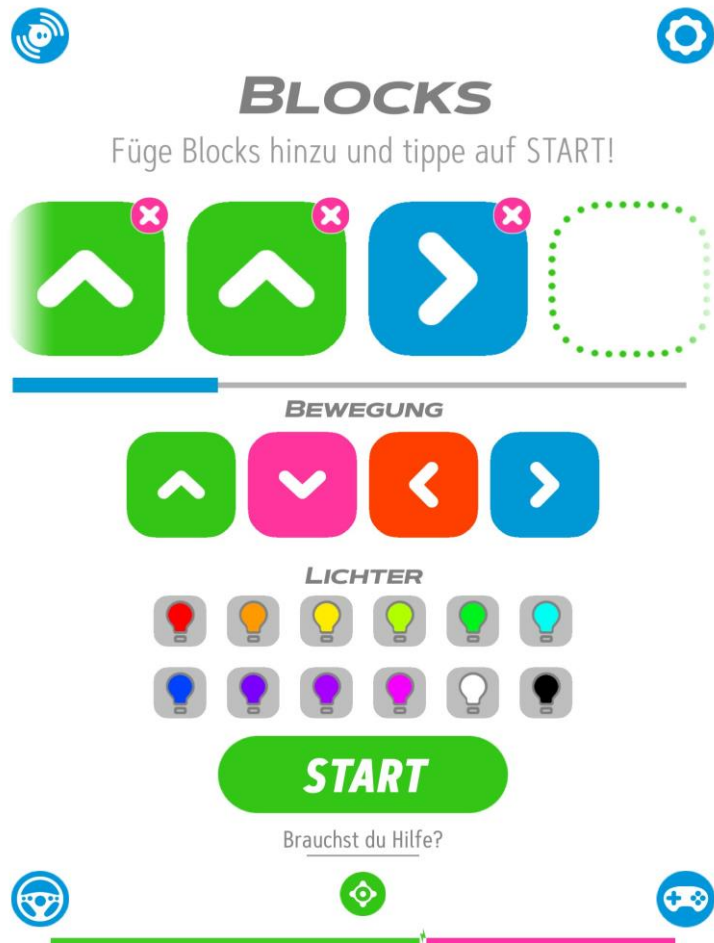 BLOCKS
Füge Blocks hinzu und tippe auf START!
BEWEGUNG
LICHTER
START
Brauchst du Hilfe?